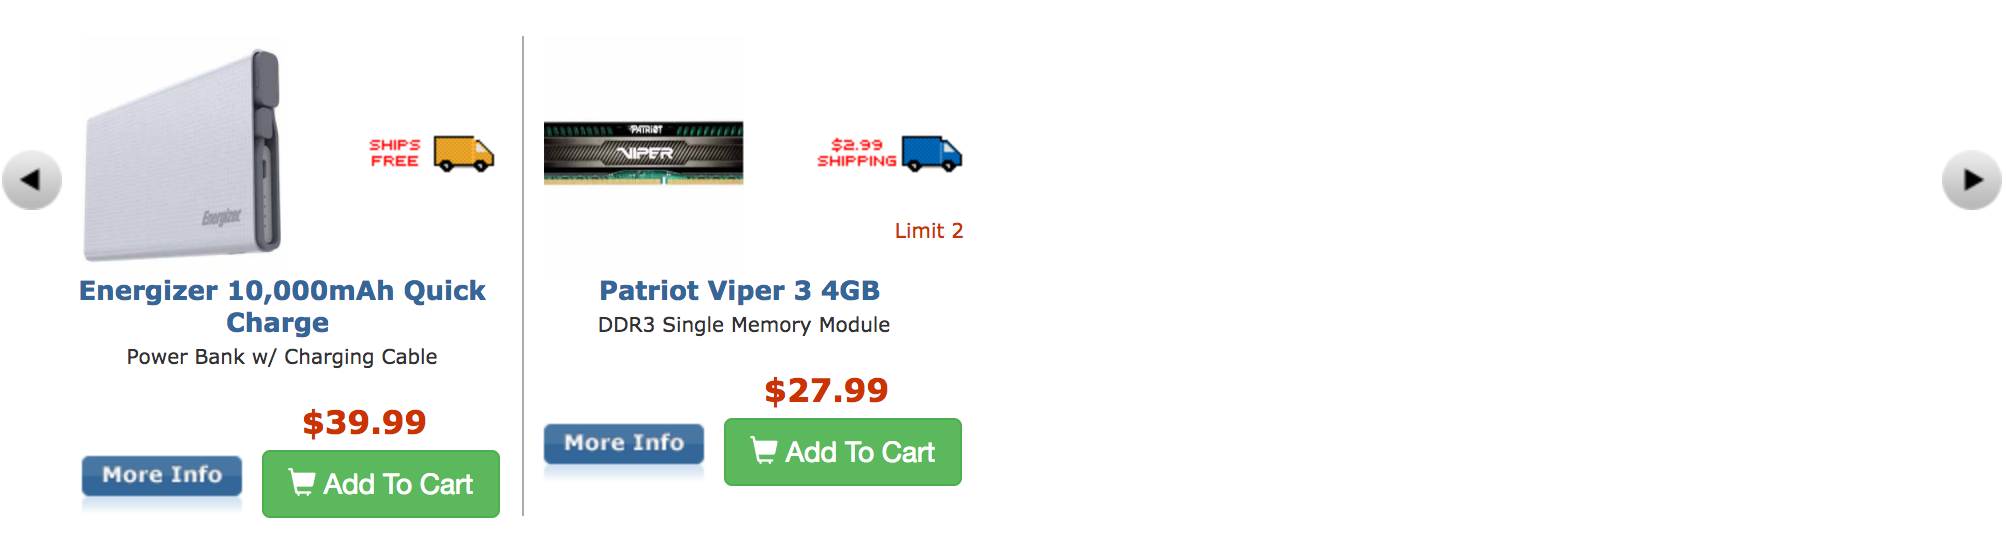 SHIPS
FREE
Energizer
Energizer 10,000mAh Quick
Charge
Power Bank w/ Charging Cable
$39.99
More Info
Add To Cart
PATRIOT
VIPER
$2.99
SHIPPING
Limit 2
Patriot Viper 3 4GB
DDR3 Single Memory Module
$27.99
More Info
Add To Cart